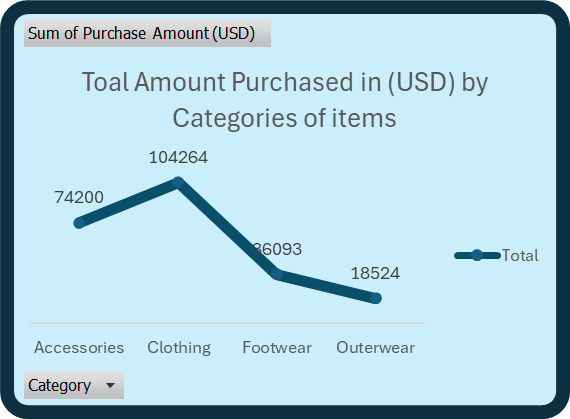 Sum of Purchase Amount (USD)
Toal Amount Purchased in (USD) by
Categories of items
104264
74200
36093
18524
Total
Accessories Clothing Footwear Outerwear
Category